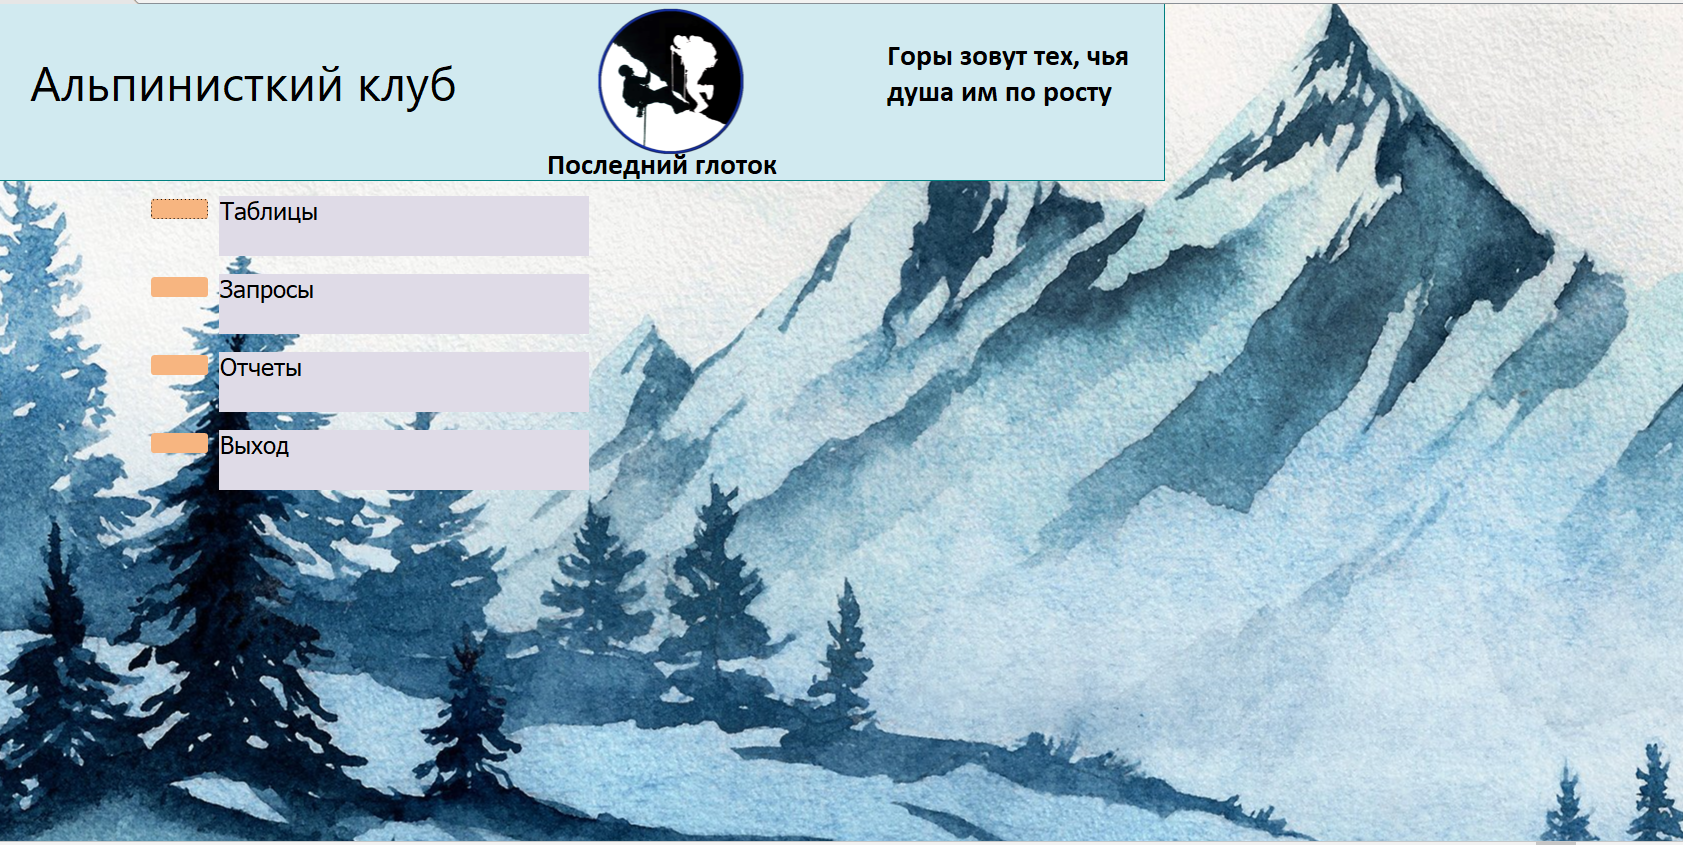 Альпинисткий клуб
Горы зовут тех, чья
душа им по росту
Последний глоток
Таблицы
Запросы
Отчеты
Выход